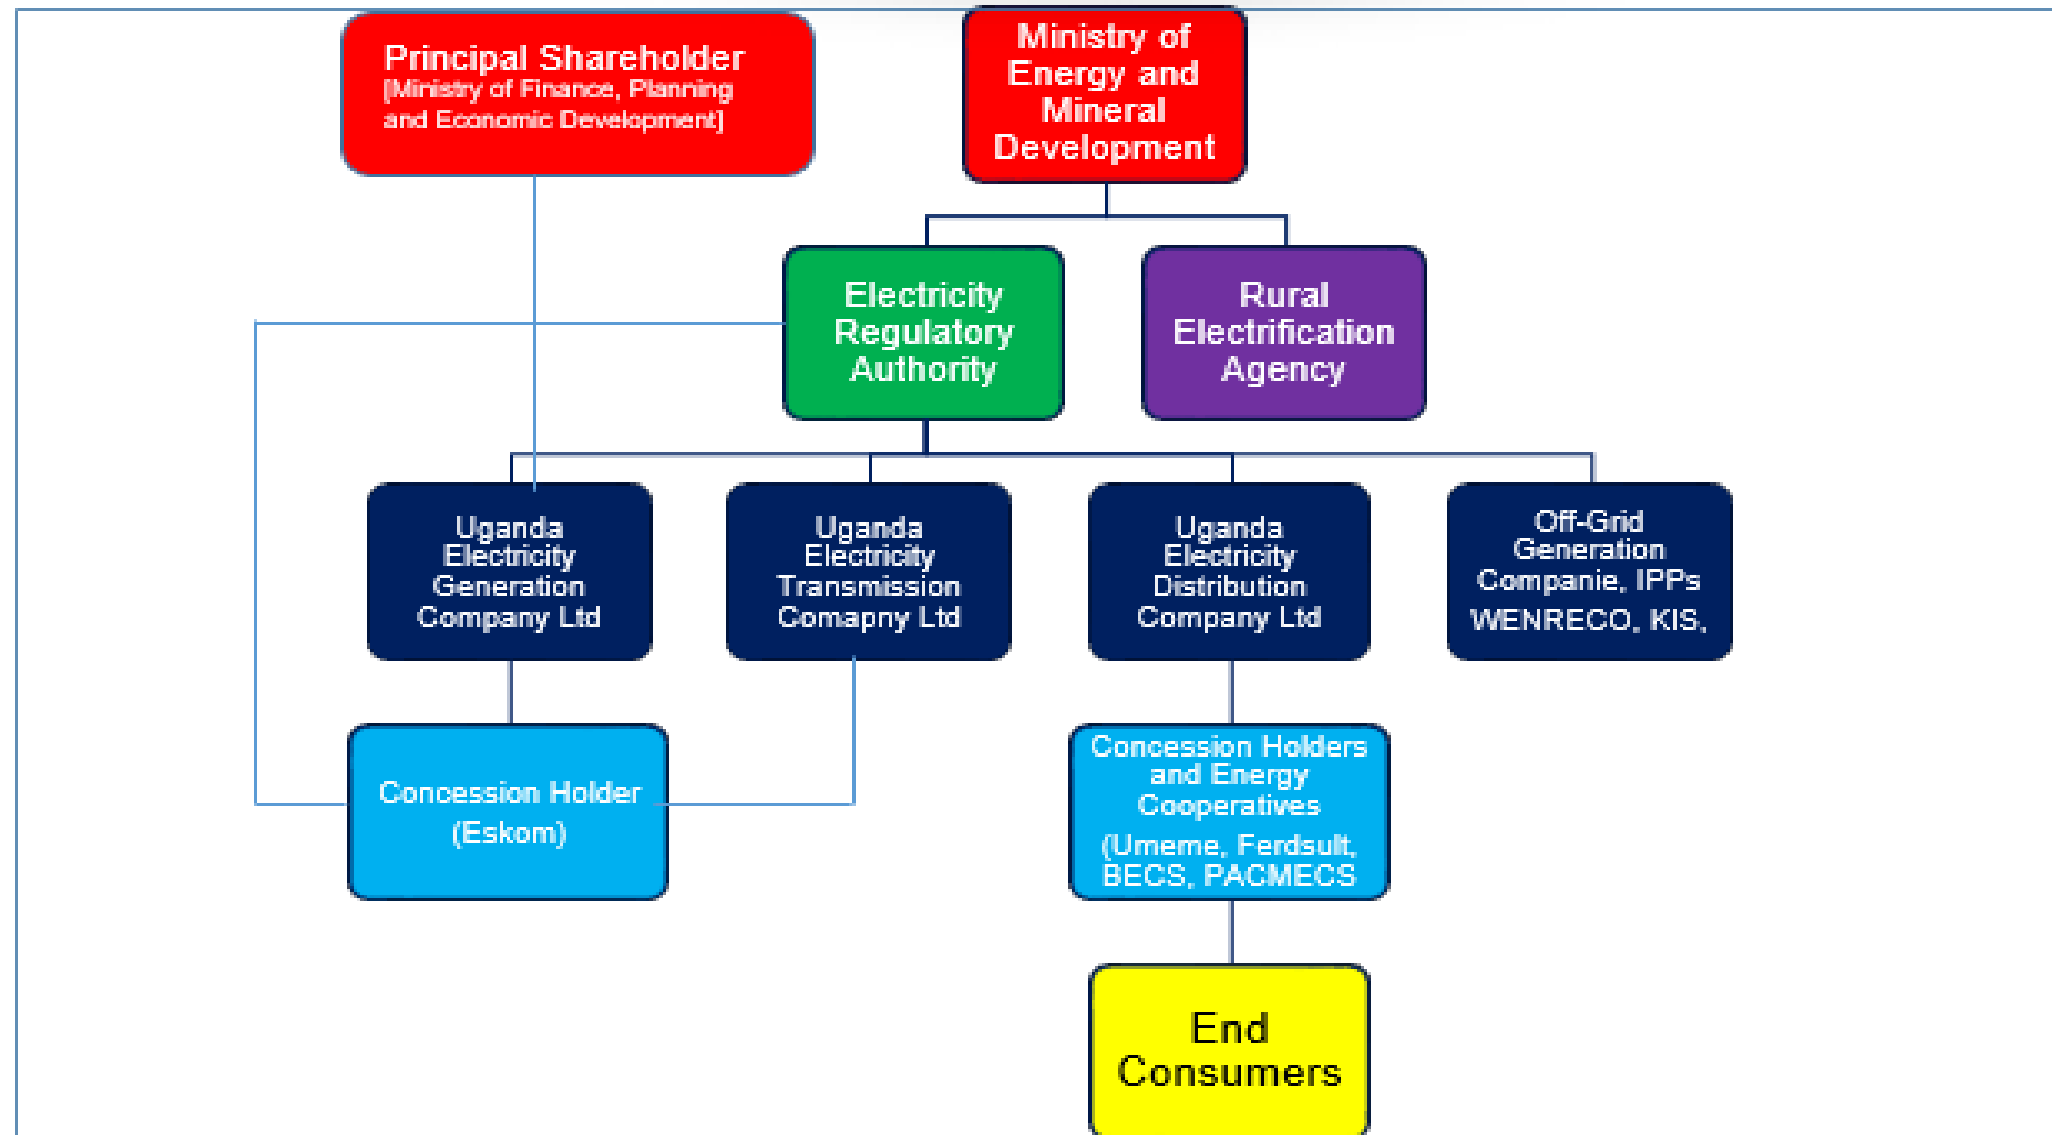 Principal Shareholder
[Ministry of Finance, Planning
and Economic Development]
Ministry of
Energy and
Mineral
Development
Electricity
Regulatory
Authority
Rural
Electrification
Agency
Uganda
Electricity
Generation
Company Ltd
Uganda
Electricity
Transmission
Comapny Ltd
Uganda
Electricity
Distribution
Company Ltd
Off-Grid
Generation
Companie, IPPs
WENRECO, KIS,
Concession Holder
(Eskom)
Concession Holders
and Energy
Cooperatives
(Umeme, Ferdsult,
BECS, PACMECS
End
Consumers